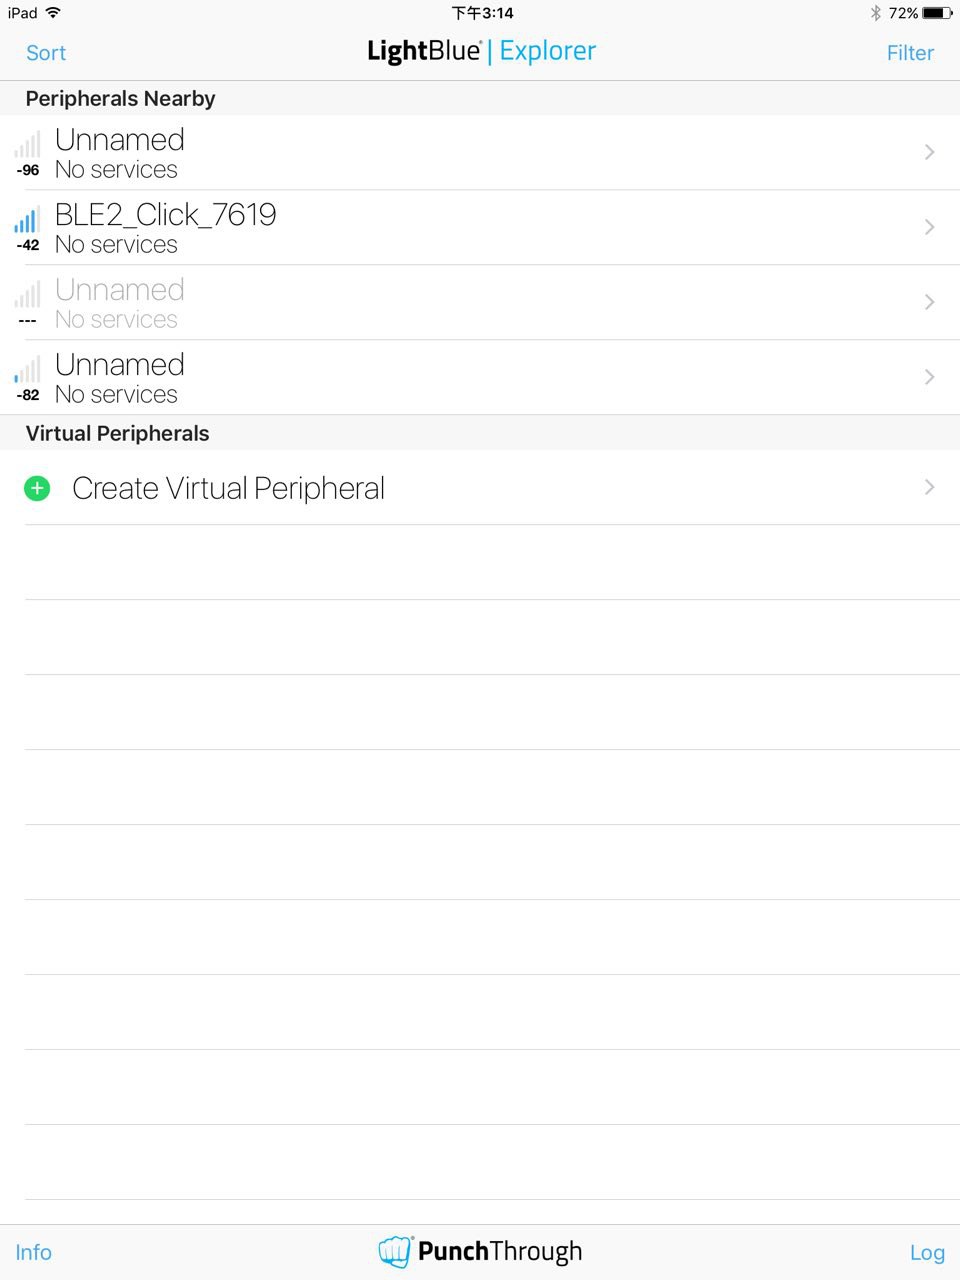 iPad 下午3:14 72%
Sort LightBlue® | Explorer Filter
Peripherals Nearby
Unnamed
-96 No services
BLE2_Click_7619
-42 No services
Unnamed
--- No services
Unnamed
-82 No services
Virtual Peripherals
Create Virtual Peripheral
Info PunchThrough Log